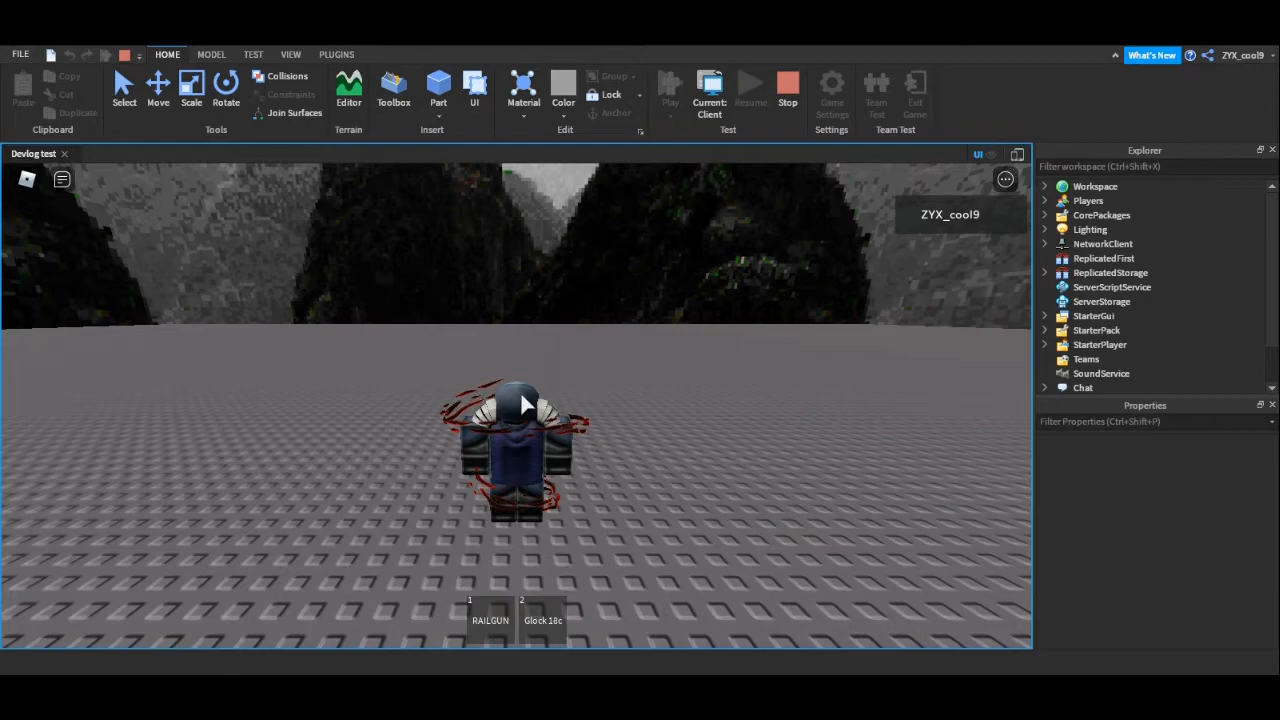 FILE HOME MODEL TEST VIEW PLUGINS What's New ZYX_cool9
Paste Copy Cut Duplicate Select Move Scale Rotate Collisions Constraints Join Surfaces Editor Toolbox Part UI Material Color Group Lock Anchor Play Current: Client Resume Stop Game Settings Team Test Exit Game
Clipboard Tools Terrain Insert Edit Test Settings Team Test
Devlog test UI
ZYX_cool9
1 2
RAILGUN Glock 18c
Explorer
Filter workspace (Ctrl+Shift+X)
Workspace
Players
CorePackages
Lighting
NetworkClient
ReplicatedFirst
ReplicatedStorage
ServerScriptService
ServerStorage
StarterGui
StarterPack
StarterPlayer
Teams
SoundService
Chat
Properties
Filter Properties (Ctrl+Shift+P)